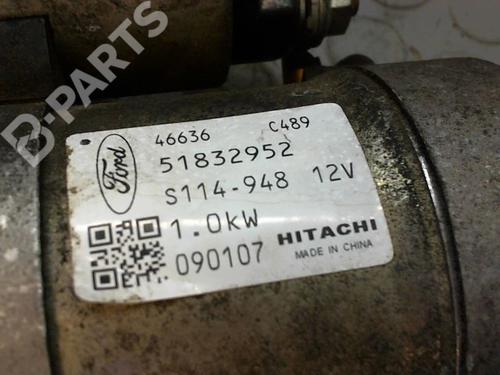 B-PARTS
46636 C489
Ford
51832952
S114-948 12V
1.0kW
090107 HITACHI
MADE IN CHINA